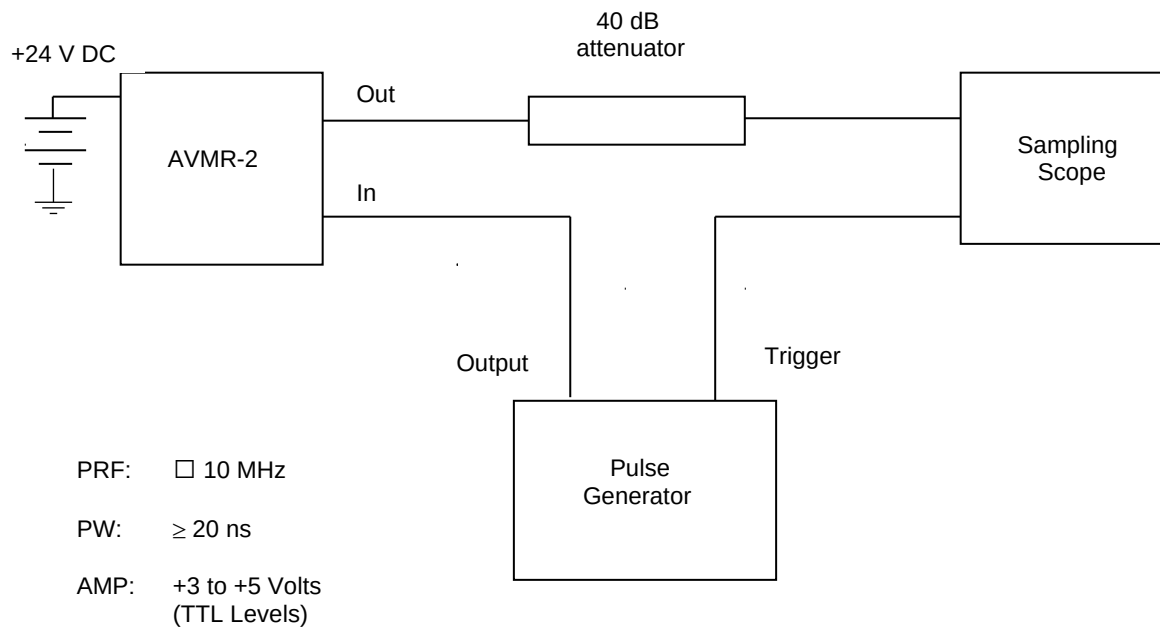 40 dB
attenuator
+24 V DC
Out
AVMR-2
Sampling
Scope
In
Output
Trigger
Pulse
Generator
PRF: □ 10 MHz
PW: ≥ 20 ns
AMP: +3 to +5 Volts
(TTL Levels)